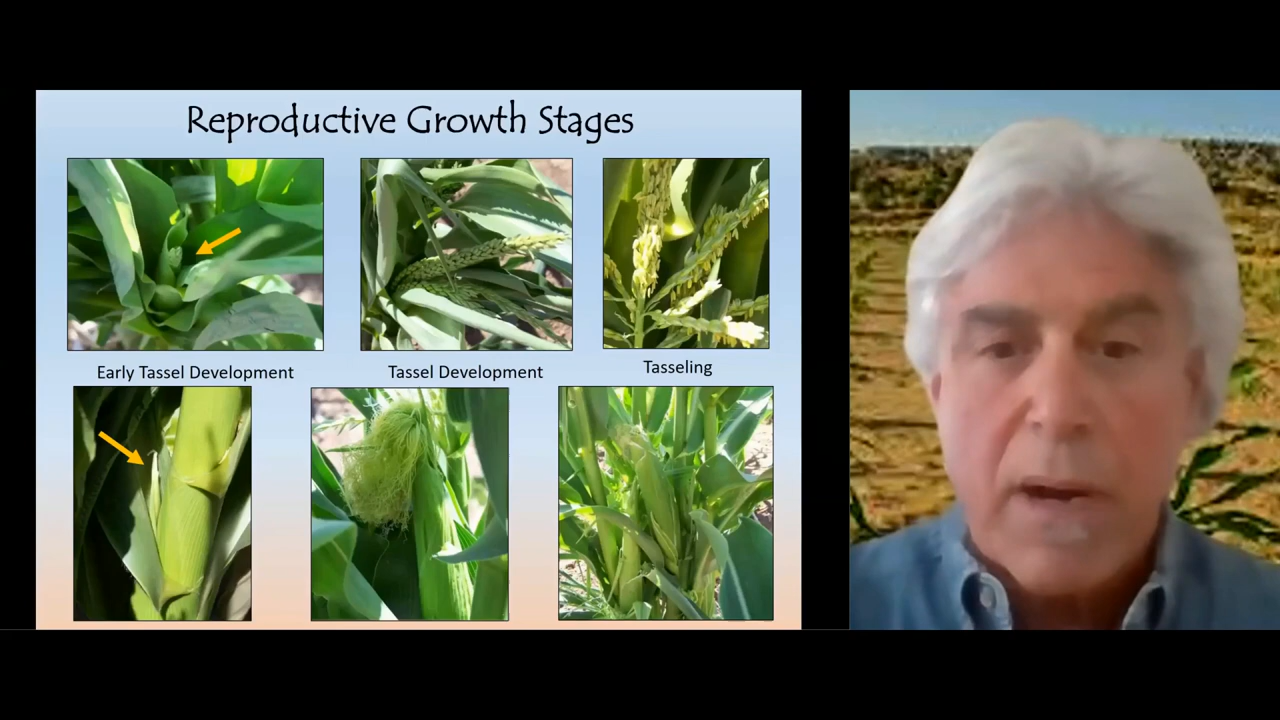 Reproductive Growth Stages
Early Tassel Development
Tassel Development
Tasseling